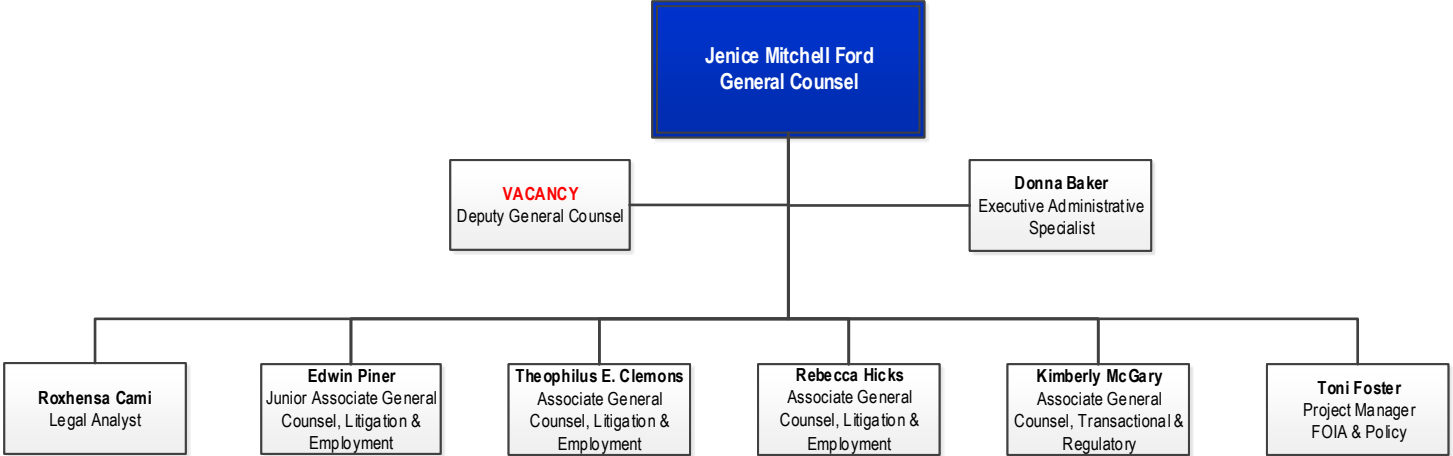 Jenice Mitchell Ford
General Counsel
VACANCY
Deputy General Counsel
Donna Baker
Executive Administrative
Specialist
Roxhensa Cami
Legal Analyst
Edwin Piner
Junior Associate General
Counsel, Litigation &
Employment
Theophilus E. Clemons
Associate General
Counsel, Litigation &
Employment
Rebecca Hicks
Associate General
Counsel, Litigation &
Employment
Kimberly McGary
Associate General
Counsel, Transactional &
Regulatory
Toni Foster
Project Manager
FOIA & Policy